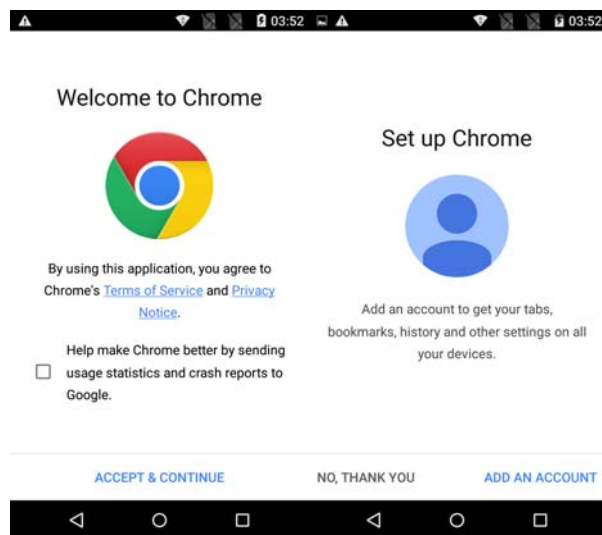 03:52
Welcome to Chrome
By using this application, you agree to
Chrome's Terms of Service and Privacy
Notice.
Help make Chrome better by sending
usage statistics and crash reports to
Google.
ACCEPT & CONTINUE
03:52
Set up Chrome
Add an account to get your tabs,
bookmarks, history and other settings on all
your devices.
NO, THANK YOU
ADD AN ACCOUNT